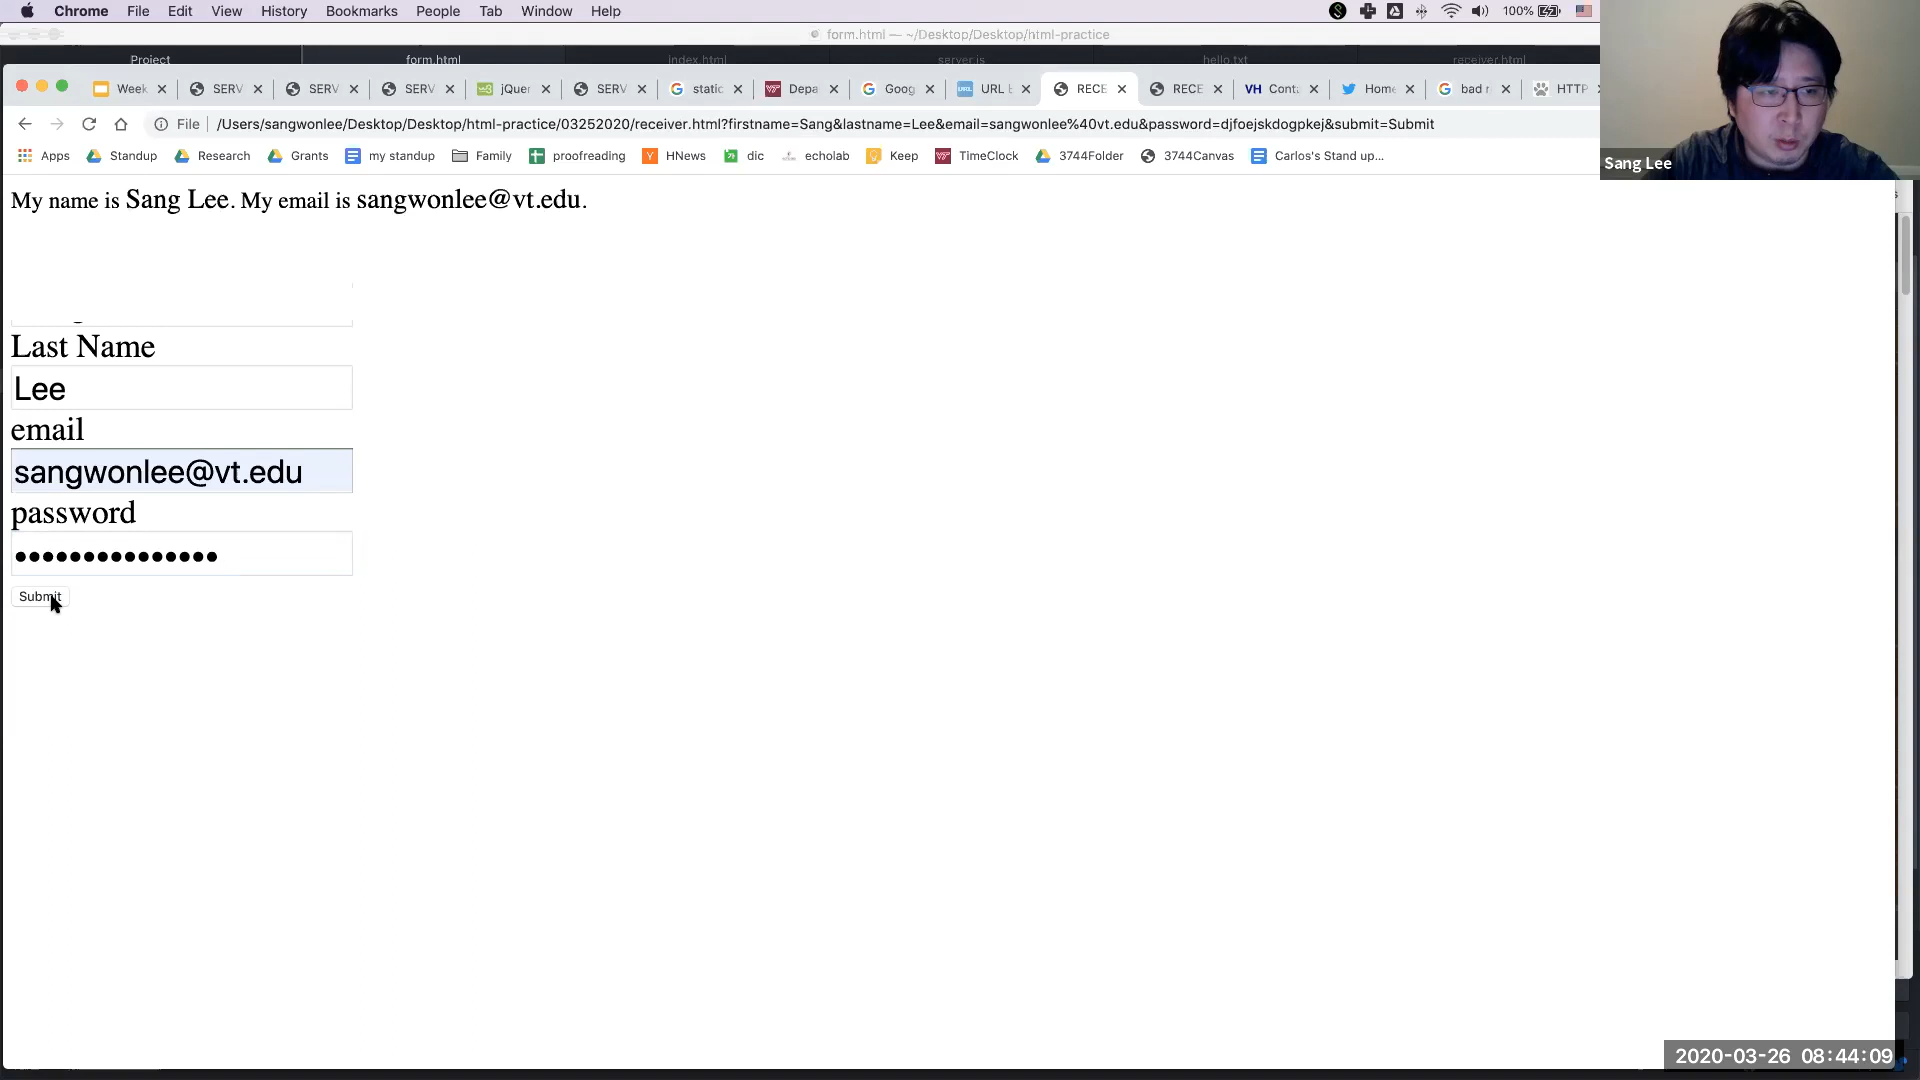 Chrome File Edit View History Bookmarks People Tab Window Help 100%
form.html — ~/Desktop/Desktop/html-practice
Project form.html index.html server.js hello.txt receiver.html
Week SERV SERV SERV jQuer SERV static Depa Goog URL RECE RECE VH Conta Home bad HTTP
File /Users/sangwonlee/Desktop/Desktop/html-practice/03252020/receiver.html?firstname=Sang&lastname=Lee&email=sangwonlee%40vt.edu&password=djfoejskdogpkej&submit=Submit
Apps Standup Research Grants my standup Family proofreading HNews dic echolab Keep TimeClock 3744Folder 3744Canvas Carlos's Stand up...
Sang Lee
My name is Sang Lee. My email is sangwonlee@vt.edu.
Last Name
Lee
email
sangwonlee@vt.edu
password
•••••••••••••••
Submit
2020-03-26 08:44:09